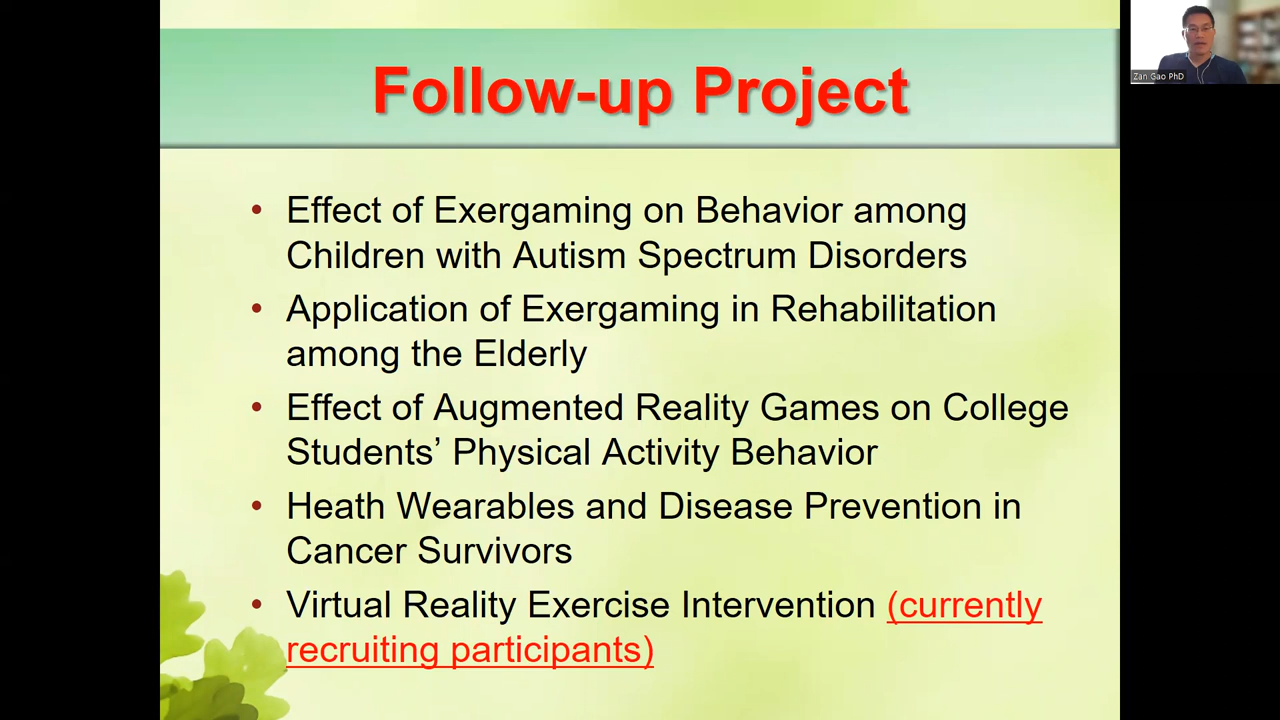 Follow-up Project
Zan Gao PhD
• Effect of Exergaming on Behavior among
Children with Autism Spectrum Disorders
• Application of Exergaming in Rehabilitation
among the Elderly
• Effect of Augmented Reality Games on College
Students’ Physical Activity Behavior
• Heath Wearables and Disease Prevention in
Cancer Survivors
• Virtual Reality Exercise Intervention (currently
recruiting participants)